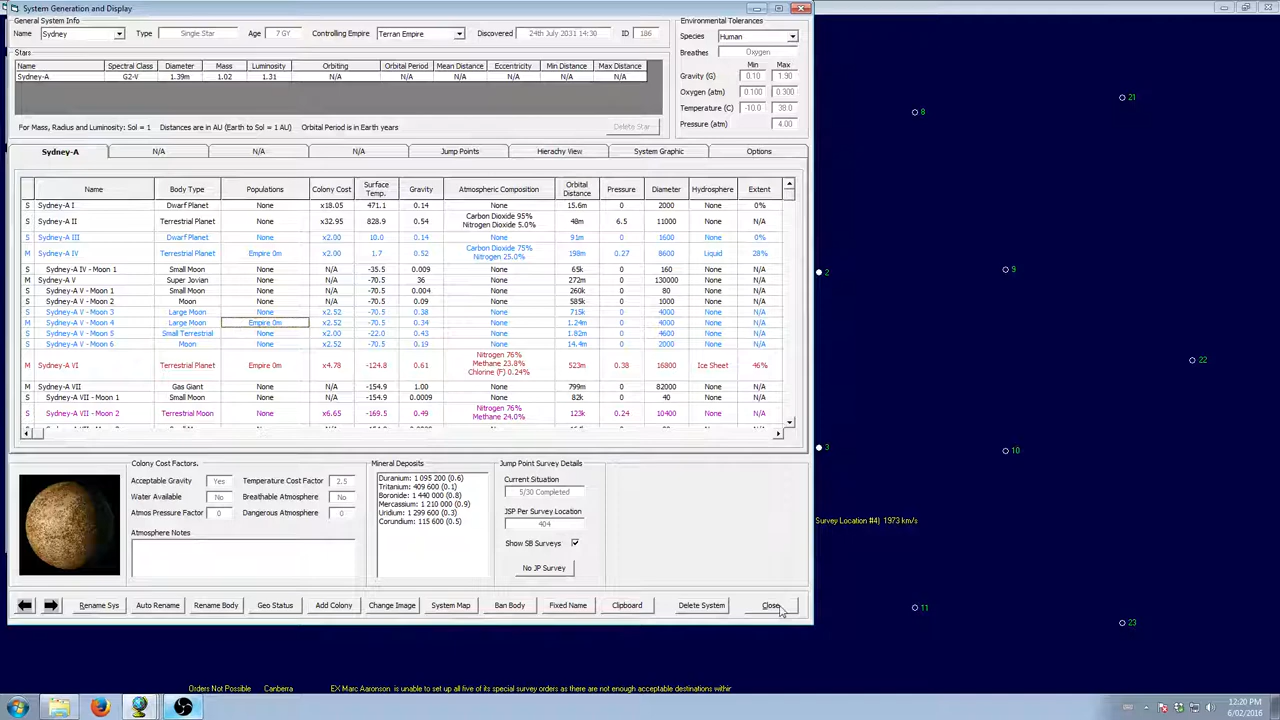 System Generation and Display
General System Info
Name Sydney Type Single Star Age 7 GY Controlling Empire Terran Empire Discovered 24th July 2031 14:30 ID 186
Stars
Name Spectral Class Diameter Mass Luminosity Orbiting Orbital Period Mean Distance Eccentricity Min Distance Max Distance
Sydney-A G2-V 1.39m 1.02 1.31 N/A N/A N/A N/A N/A N/A
For Mass, Radius and Luminosity: Sol = 1 Distances are in AU (Earth to Sol = 1 AU) Orbital Period is in Earth years Delete Star
Environmental Tolerances
Species Human
Breathes Oxygen
Min Max
Gravity (G) 0.10 1.90
Oxygen (atm) 0.100 0.300
Temperature (C) -10.0 38.0
Pressure (atm) 4.00
Sydney-A N/A N/A N/A Jump Points Hierachy View System Graphic Options
Name Body Type Populations Colony Cost Surface Temp. Gravity Atmospheric Composition Orbital Distance Pressure Diameter Hydrosphere Extent
S Sydney-A I Dwarf Planet None x18.05 471.1 0.14 None 15.6m 0 2000 None 0%
S Sydney-A II Terrestrial Planet None x32.95 828.9 0.54 Carbon Dioxide 95% Nitrogen Dioxide 5.0% 48m 6.5 11000 None N/A
S Sydney-A III Dwarf Planet None x2.00 10.0 0.14 None 91m 0 1600 None 0%
M Sydney-A IV Terrestrial Planet Empire 0m x2.00 1.7 0.52 Carbon Dioxide 75% Nitrogen 25.0% 198m 0.27 8600 Liquid 28%
S Sydney-A IV - Moon 1 Small Moon None N/A -35.5 0.009 None 65k 0 160 None N/A
M Sydney-A V Super Jovian None N/A -70.5 36 None 272m 0 130000 None N/A
S Sydney-A V - Moon 1 Small Moon None N/A -70.5 0.004 None 260k 0 80 None N/A
S Sydney-A V - Moon 2 Moon None N/A -70.5 0.09 None 585k 0 1000 None N/A
S Sydney-A V - Moon 3 Large Moon None x2.52 -70.5 0.38 None 715k 0 4000 None N/A
M Sydney-A V - Moon 4 Large Moon Empire 0m x2.52 -70.5 0.34 None 1.24m 0 4000 None N/A
S Sydney-A V - Moon 5 Small Terrestrial None x2.00 -22.0 0.43 None 1.82m 0 4600 None N/A
S Sydney-A V - Moon 6 Moon None x2.52 -70.5 0.19 None 14.4m 0 2000 None N/A
M Sydney-A VI Terrestrial Planet Empire 0m x4.78 -124.8 0.61 Nitrogen 76% Methane 23.8% Chlorine (F) 0.24% 523m 0.38 16800 Ice Sheet 46%
M Sydney-A VII Gas Giant None N/A -154.9 1.00 None 799m 0 82000 None N/A
S Sydney-A VII - Moon 1 Small Moon None N/A -154.9 0.0009 None 82k 0 40 None N/A
S Sydney-A VII - Moon 2 Terrestrial Moon None x6.65 -169.5 0.49 Nitrogen 76% Methane 24.0% 123k 0.24 10400 None N/A
Colony Cost Factors.
Acceptable Gravity Yes Temperature Cost Factor 2.5
Water Available No Breathable Atmosphere No
Atmos Pressure Factor 0 Dangerous Atmosphere 0
Atmosphere Notes
Mineral Deposits
Duranium: 1 095 200 (0.6)
Tritanium: 409 600 (0.1)
Boronide: 1 440 000 (0.8)
Mercassium: 1 210 000 (0.9)
Uridium: 1 299 600 (0.3)
Corundium: 115 600 (0.5)
Jump Point Survey Details
Current Situation
5/30 Completed
JSP Per Survey Location
404
Show SB Surveys
No JP Survey
Rename Sys Auto Rename Rename Body Geo Status Add Colony Change Image System Map Ban Body Fixed Name Clipboard Delete System Close
21
8
2
9
22
3
10
Survey Location #4) 1973 km/s
11
23
Orders Not Possible Canberra EX Marc Aaronson is unable to set up all five of its special survey orders as there are not enough acceptable destinations within
12:20 PM
6/02/2016